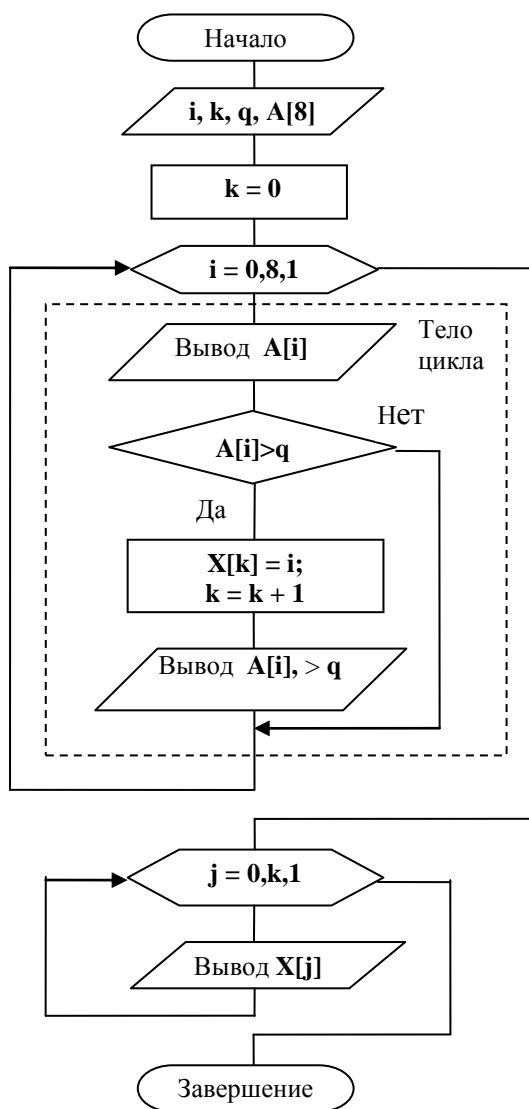 Начало
i, k, q, A[8]
k = 0
i = 0,8,1
Вывод A[i]
Тело
цикла
Нет
A[i]>q
Да
X[k] = i;
k = k + 1
Вывод A[i], > q
j = 0,k,1
Вывод X[j]
Завершение